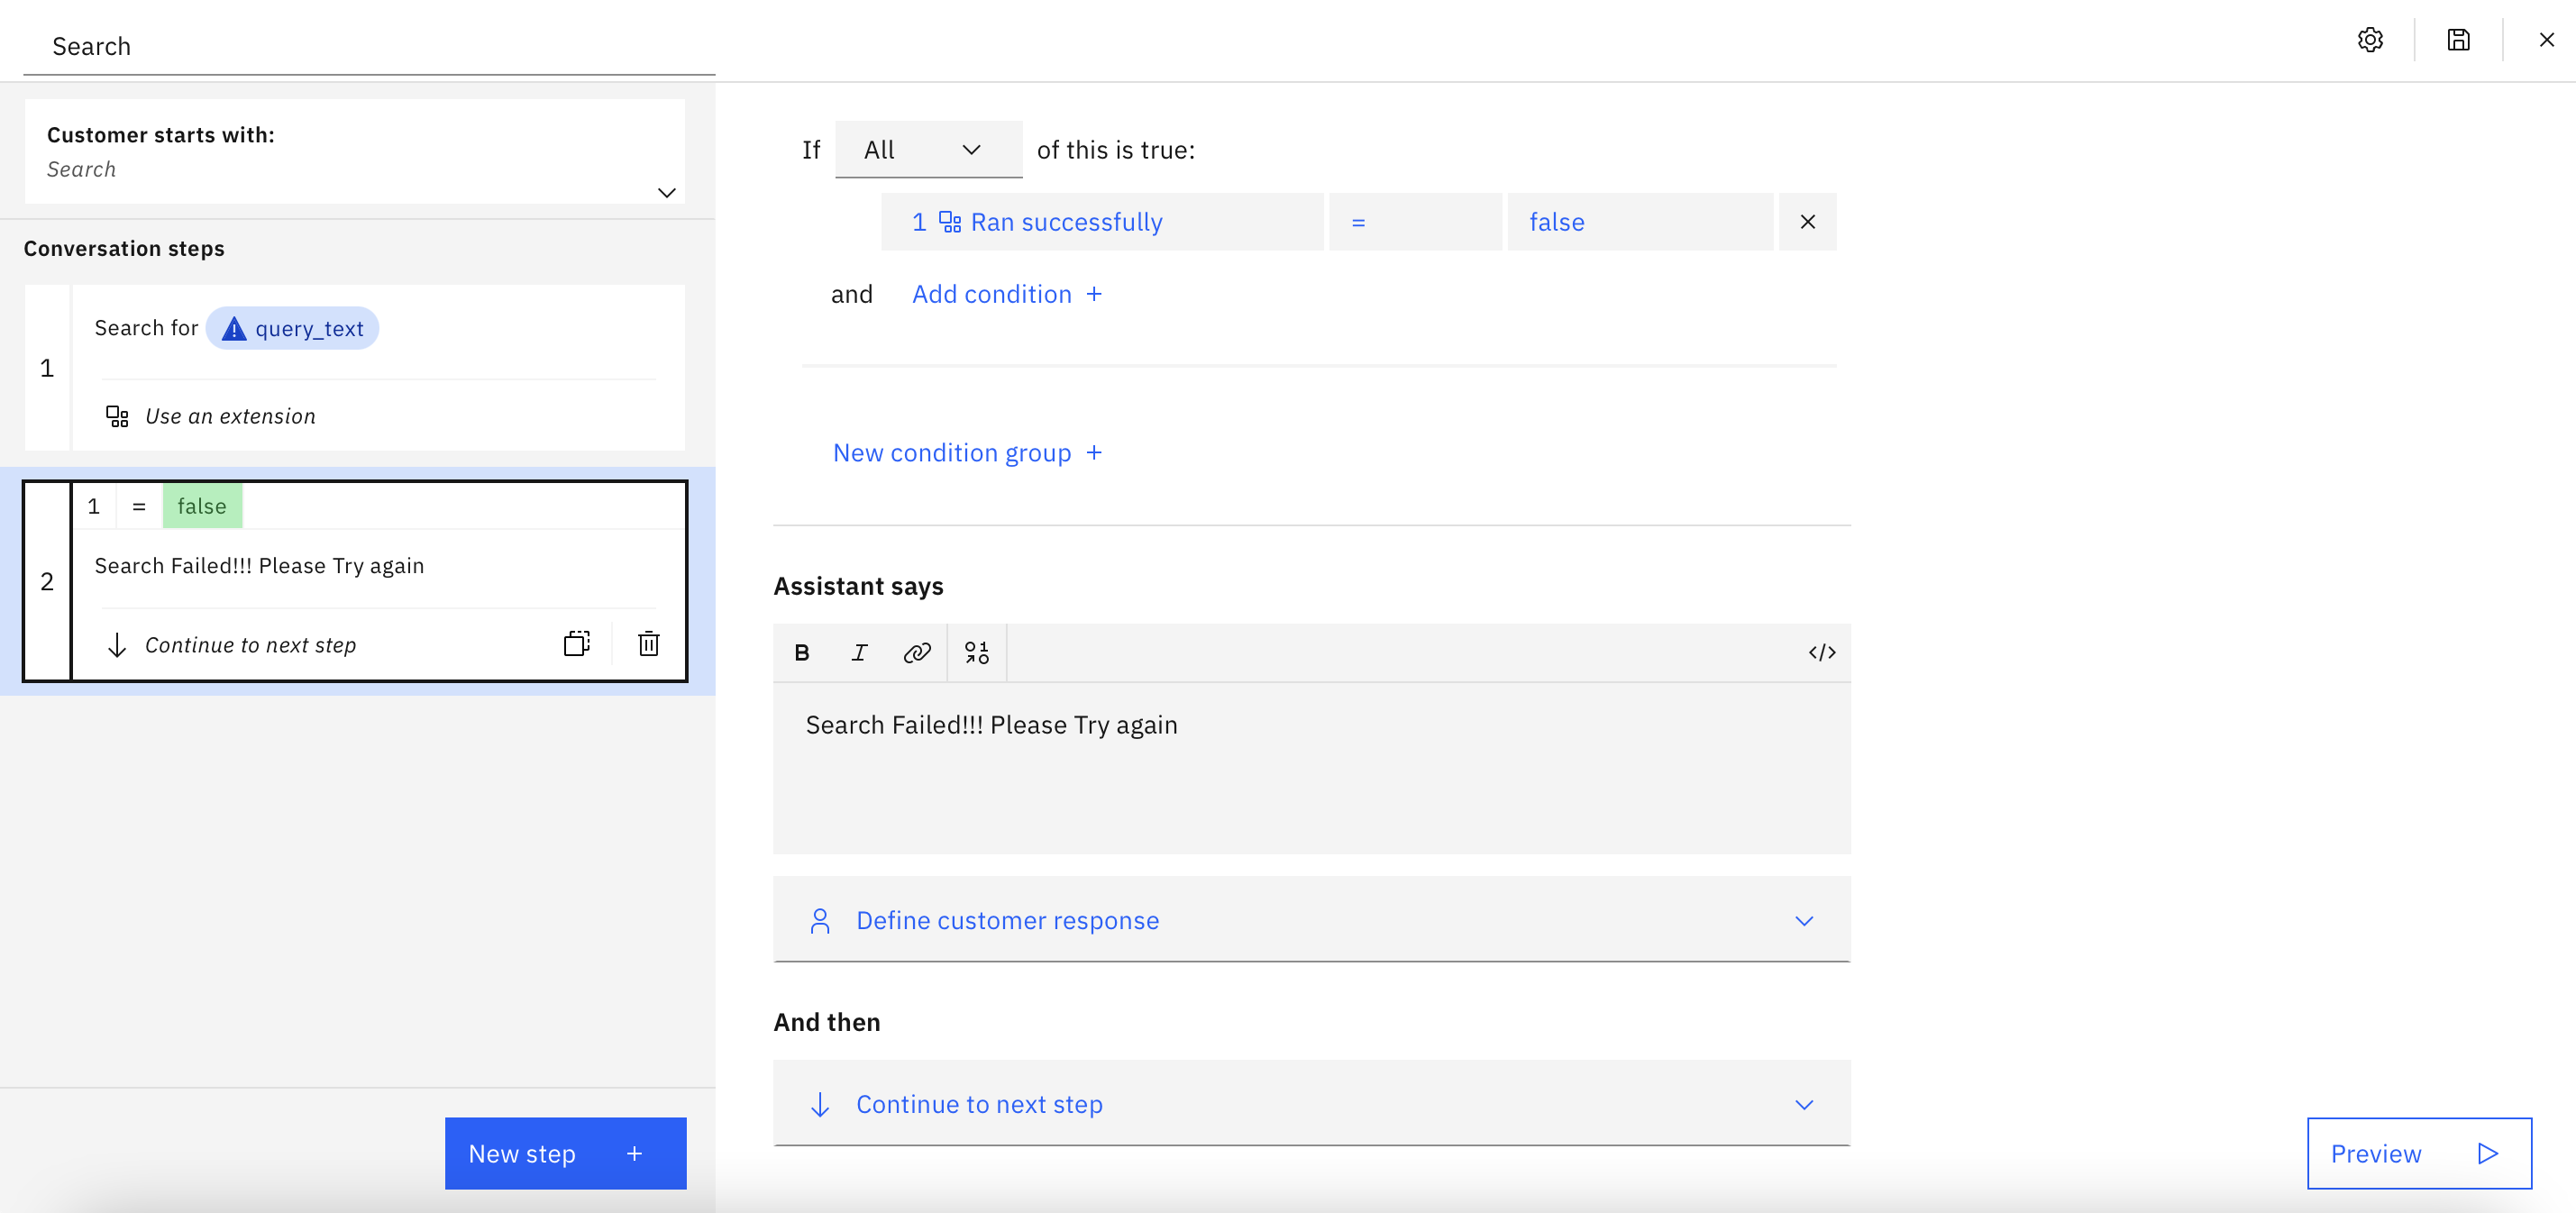 Search
Customer starts with:
Search
Conversation steps
1
Search for query_text
Use an extension
2
1 = false
Search Failed!!! Please Try again
Continue to next step
New step +
If All of this is true:
1 Ran successfully = false
and Add condition +
New condition group +
Assistant says
B I </>
Search Failed!!! Please Try again
Define customer response
And then
Continue to next step
Preview